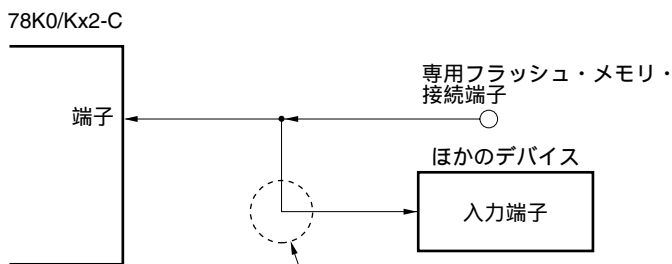 78K0/Kx2-C
専用フラッシュ・メモリ・
接続端子
端子
ほかのデバイス
入力端子